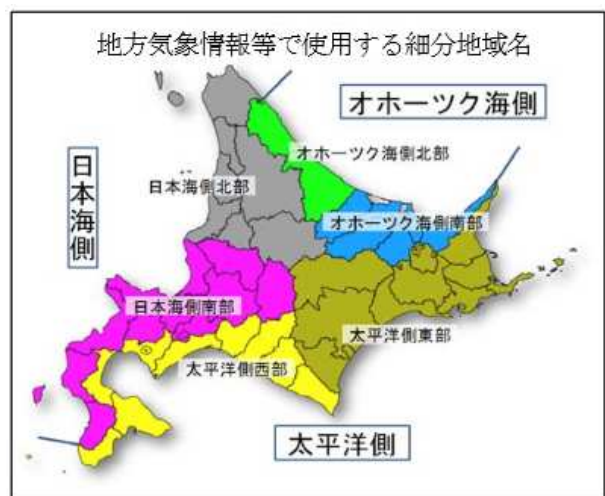 地方気象情報等で使用する細分地域名
オホーツク海側
オホーツク海側北部
日本海側
日本海側北部
オホーツク海側南部
日本海側南部
太平洋側東部
太平洋側西部
太平洋側